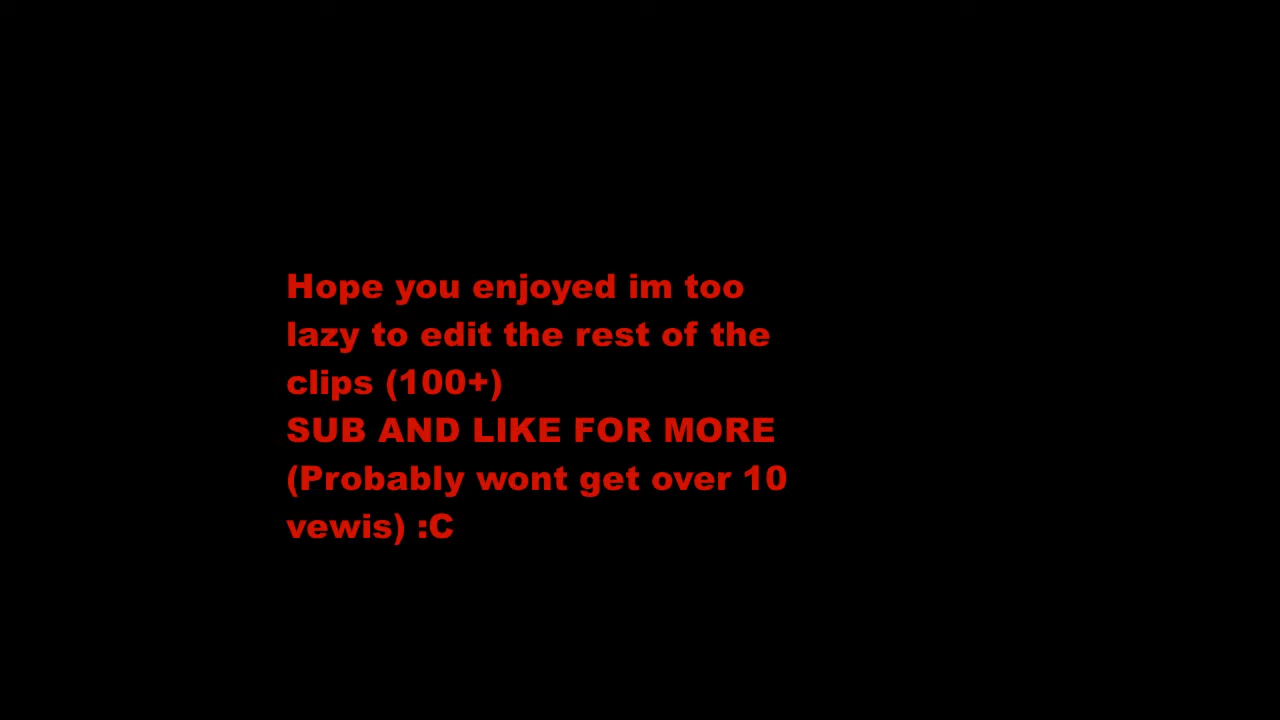 Hope you enjoyed im too
lazy to edit the rest of the
clips (100+)
SUB AND LIKE FOR MORE
(Probably wont get over 10
vewis) :C